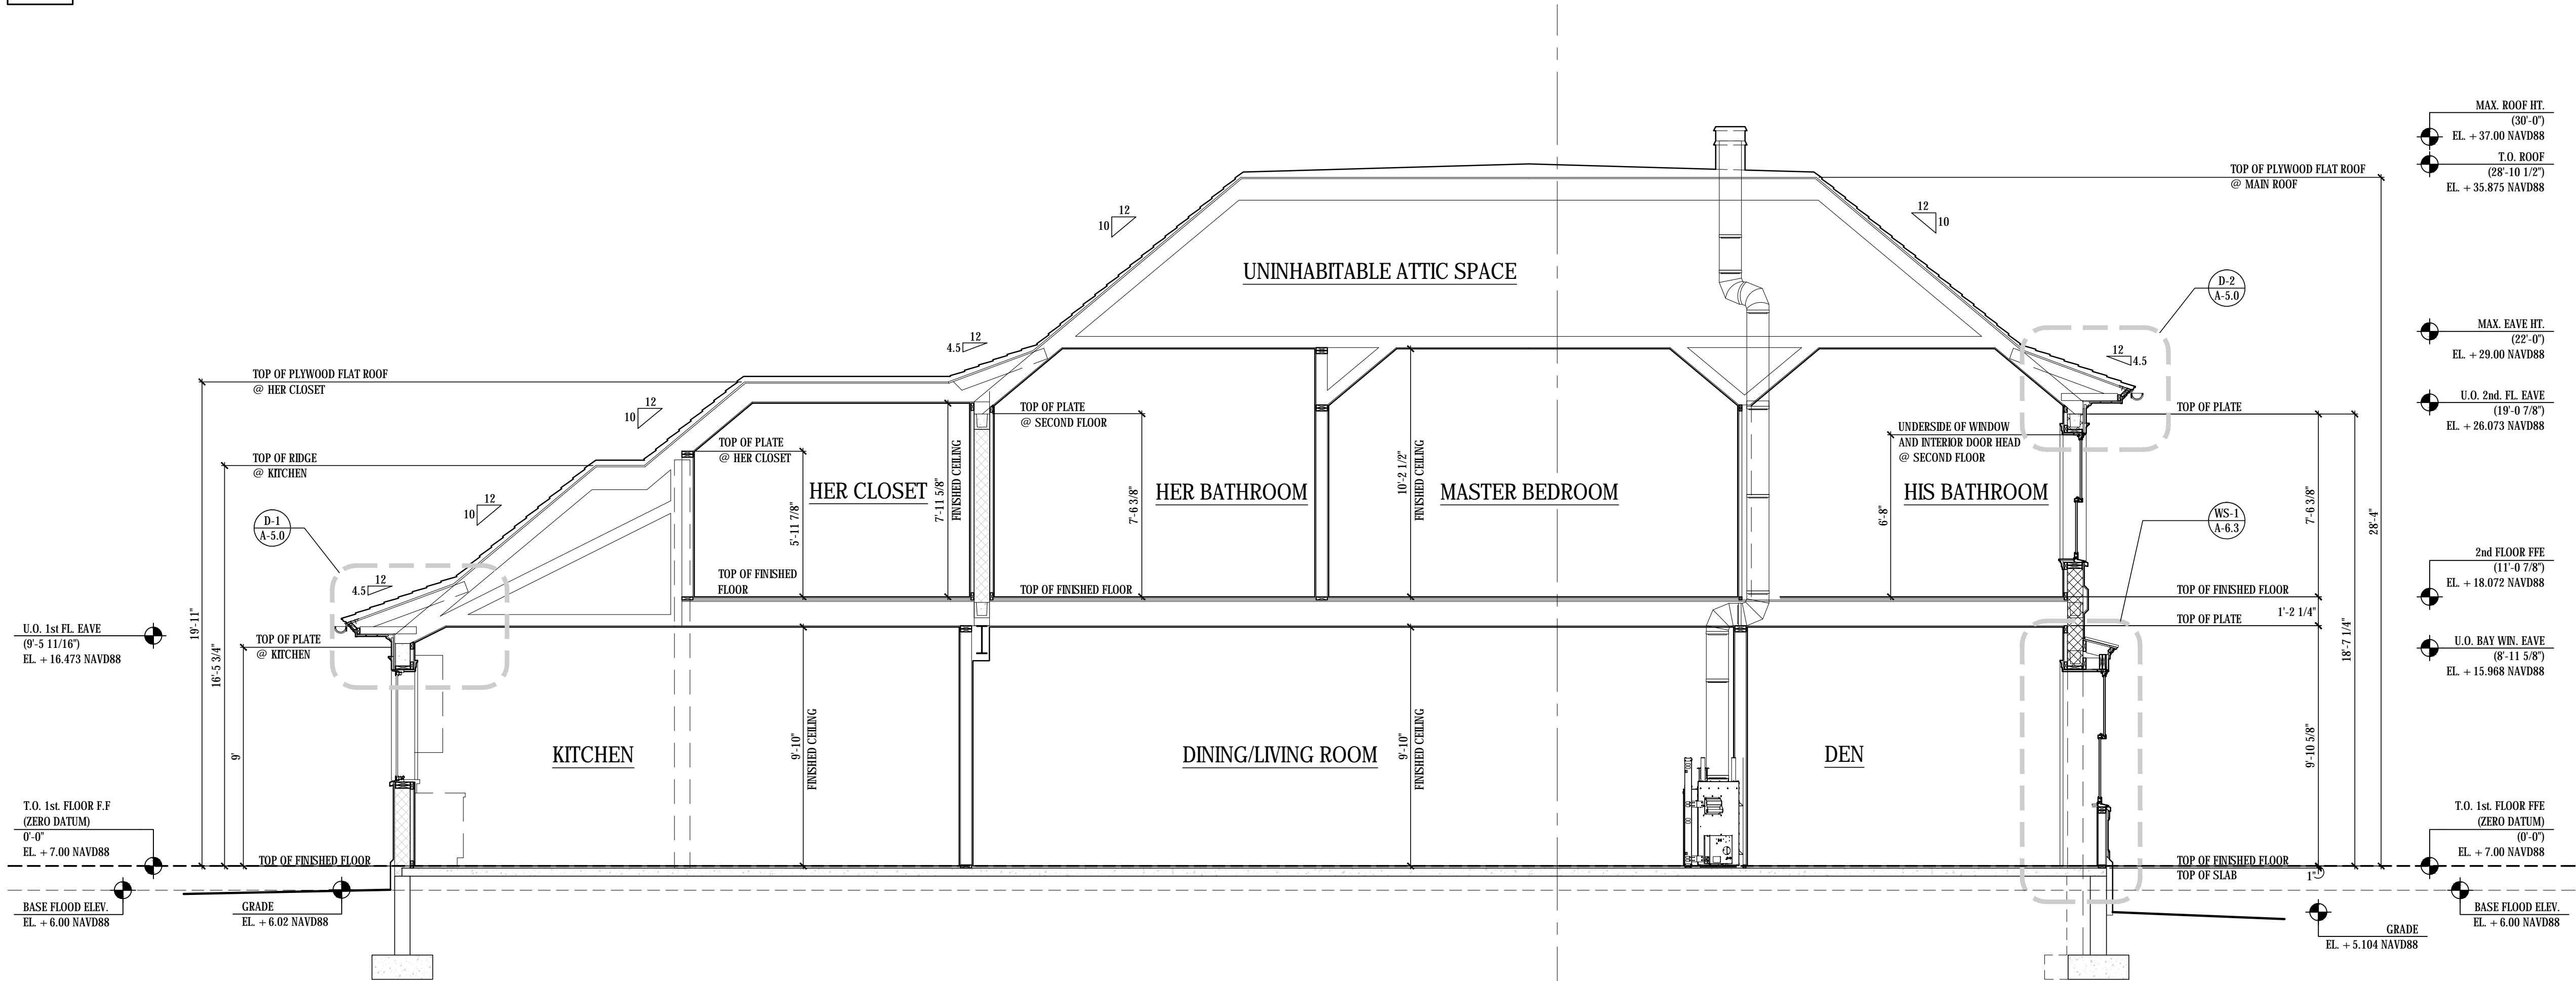 MAX. ROOF HT.
(30'-0")
EL. + 37.00 NAVD88
T.O. ROOF
(28'-10 1/2")
EL. + 35.875 NAVD88
TOP OF PLYWOOD FLAT ROOF
@ MAIN ROOF
12
10
12
10
UNINHABITABLE ATTIC SPACE
D-2
A-5.0
MAX. EAVE HT.
(22'-0")
EL. + 29.00 NAVD88
12
4.5
12
4.5
TOP OF PLYWOOD FLAT ROOF
@ HER CLOSET
U.O. 2nd. FL. EAVE
(19'-0 7/8")
EL. + 26.073 NAVD88
12
10
TOP OF PLATE
@ SECOND FLOOR
TOP OF PLATE
UNDERSIDE OF WINDOW
AND INTERIOR DOOR HEAD
@ SECOND FLOOR
TOP OF PLATE
@ HER CLOSET
TOP OF RIDGE
@ KITCHEN
HER CLOSET
HER BATHROOM
MASTER BEDROOM
HIS BATHROOM
5'-11 7/8"
7'-11 5/8"
FINISHED CEILING
7'-6 3/8"
10'-2 1/2"
FINISHED CEILING
6'-8"
7'-6 3/8"
28'-4"
12
10
D-1
A-5.0
WS-1
A-6.3
2nd FLOOR FFE
(11'-0 7/8")
EL. + 18.072 NAVD88
12
4.5
TOP OF FINISHED
FLOOR
TOP OF FINISHED FLOOR
TOP OF FINISHED FLOOR
1'-2 1/4"
TOP OF PLATE
19'-11"
16'-5 3/4"
9'
18'-7 1/4"
U.O. 1st FL. EAVE
(9'-5 11/16")
EL. + 16.473 NAVD88
TOP OF PLATE
@ KITCHEN
U.O. BAY WIN. EAVE
(8'-11 5/8")
EL. + 15.968 NAVD88
KITCHEN
9'-10"
FINISHED CEILING
DINING/LIVING ROOM
9'-10"
FINISHED CEILING
DEN
9'-10 5/8"
T.O. 1st. FLOOR F.F
(ZERO DATUM)
0'-0"
EL. + 7.00 NAVD88
T.O. 1st. FLOOR FFE
(ZERO DATUM)
(0'-0")
EL. + 7.00 NAVD88
TOP OF FINISHED FLOOR
TOP OF FINISHED FLOOR
TOP OF SLAB
1"
BASE FLOOD ELEV.
EL. + 6.00 NAVD88
GRADE
EL. + 6.02 NAVD88
BASE FLOOD ELEV.
EL. + 6.00 NAVD88
GRADE
EL. + 5.104 NAVD88